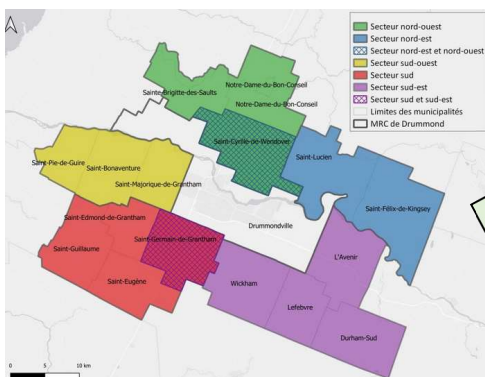 Secteur nord-ouest
Secteur nord-est
Secteur nord-est et nord-ouest
Secteur sud-ouest
Secteur sud
Secteur sud-est
Secteur sud et sud-est
Limites des municipalités
MRC de Drummond
Sainte-Brigitte-des-Saults
Notre-Dame-du-Bon-Conseil
Notre-Dame-du-Bon-Conseil
Saint-Cyrille-de-Wendover
Saint-Lucien
Saint-Pie-de-Guire
Saint-Bonaventure
Saint-Majorique-de-Grantham
Saint-Félix-de-Kingsey
Saint-Edmond-de-Grantham
Drummondville
Saint-Germain-de-Grantham
Saint-Guillaume
L'Avenir
Saint-Eugène
Wickham
Lefebvre
Durham-Sud
0 5 10 km